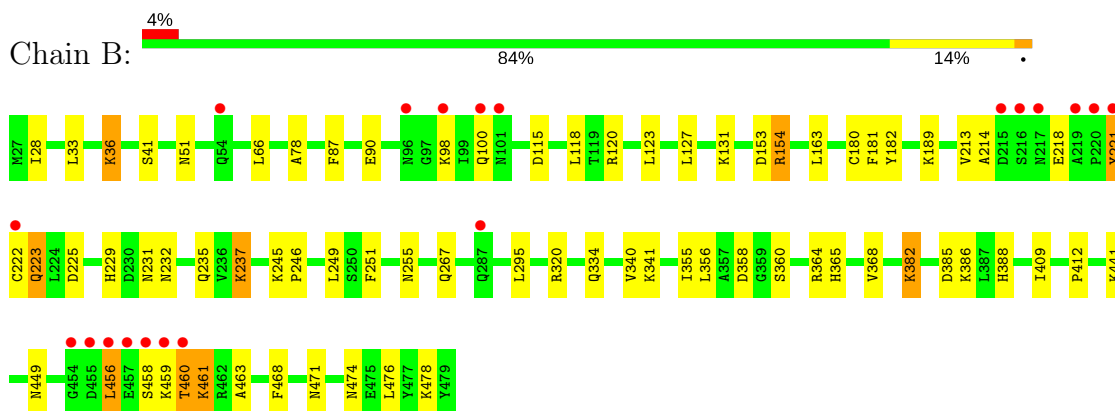 4%
Chain B:
84%
14%
•
M27 I28 L33 K36 S41 N51 Q54 L66 A78 F87 E90 N96 G97 K98 I99 Q100 N101 D115 L118 T119 R120 L123 L127 K131 D153 R154 L163 C180 F181 Y182 K189 V213 A214 D215 S216 N217 E218 A219 P220 Y221
C222 Q223 L224 D225 H229 D230 N231 N232 Q235 V236 K237 K245 P246 L249 S250 F251 N255 Q267 Q287 L295 R320 Q334 V340 K341 I355 L356 A357 D358 G359 S360 R364 H365 V368 K382 D385 K386 L387 H388 I409 P412 K441
N449 G454 D455 L456 E457 S458 K459 T460 K461 R462 A463 F468 N471 N474 E475 L476 Y477 K478 Y479